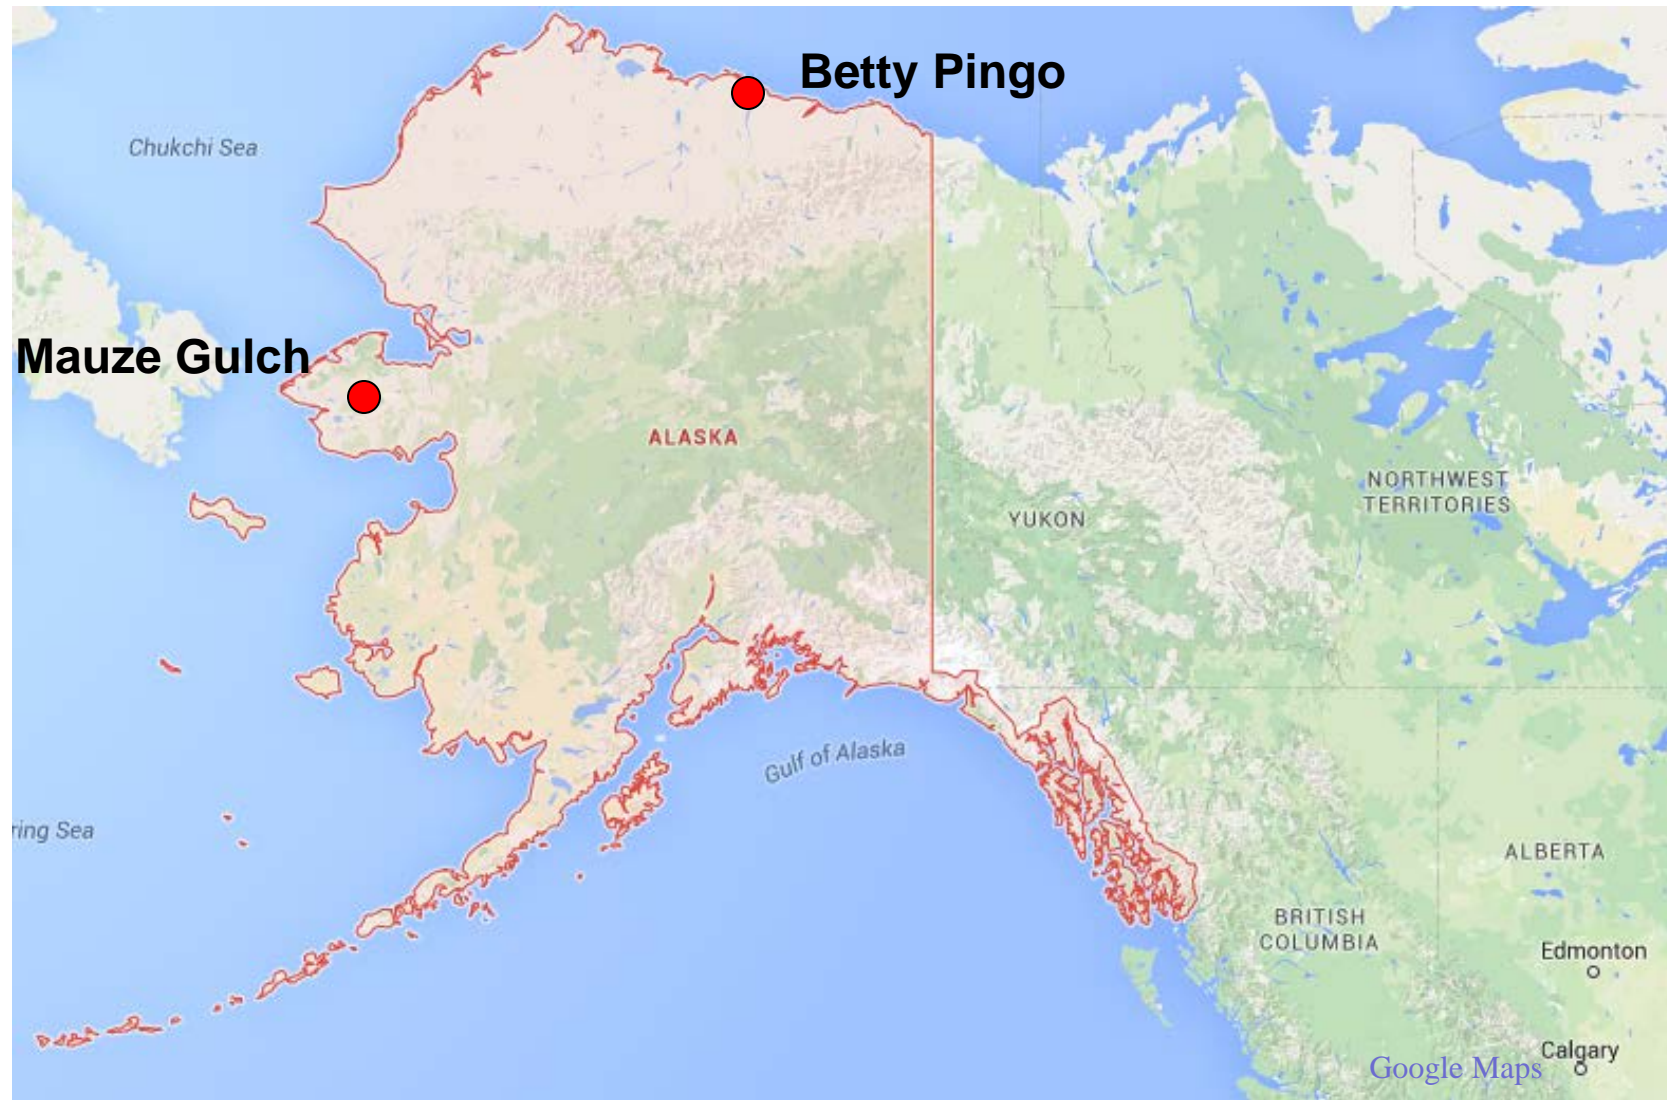 Betty Pingo
Chukchi Sea
Mauze Gulch
ALASKA
NORTHWEST
TERRITORIES
YUKON
Gulf of Alaska
ring Sea
ALBERTA
BRITISH
COLUMBIA
Edmonton
Calgary
Google Maps